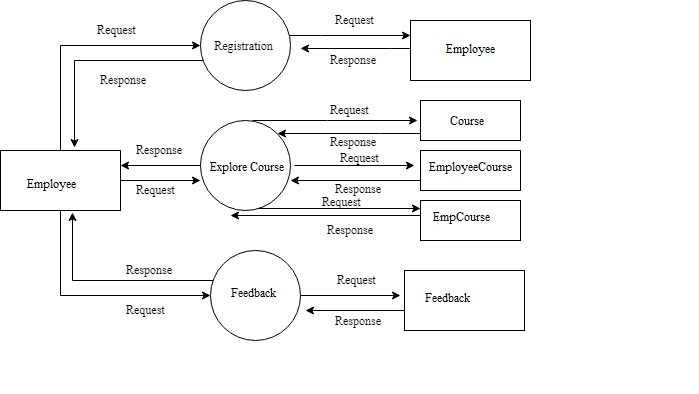 Request
Request
Registration
Employee
Response
Response
Request
Course
Response
Response
Request
Explore Course
EmployeeCourse
Employee
Request
Response
Request
EmpCourse
Response
Response
Request
Feedback
Feedback
Request
Response